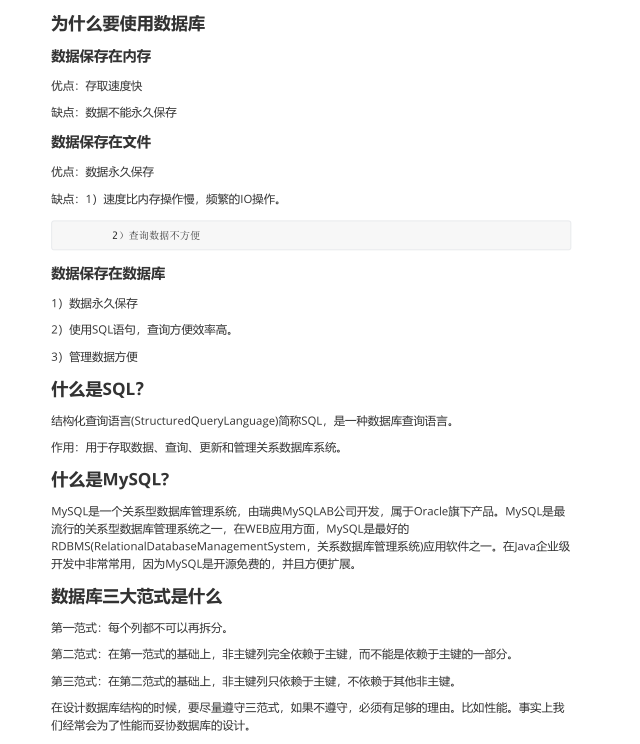 为什么要使用数据库
数据保存在内存
优点：存取速度快
缺点：数据不能永久保存
数据保存在文件
优点：数据永久保存
缺点：1）速度比内存操作慢，频繁的IO操作。
2）查询数据不方便
数据保存在数据库
1）数据永久保存
2）使用SQL语句，查询方便效率高。
3）管理数据方便
什么是SQL？
结构化查询语言(StructuredQueryLanguage)简称SQL，是一种数据库查询语言。
作用：用于存取数据、查询、更新和管理关系数据库系统。
什么是MySQL?
MySQL是一个关系型数据库管理系统，由瑞典MySQLAB公司开发，属于Oracle旗下产品。MySQL是最
流行的关系型数据库管理系统之一，在WEB应用方面，MySQL是最好的
RDBMS(RelationalDatabaseManagementSystem，关系数据库管理系统)应用软件之一。在Java企业级
开发中非常常用，因为MySQL是开源免费的，并且方便扩展。
数据库三大范式是什么
第一范式：每个列都不可以再拆分。
第二范式：在第一范式的基础上，非主键列完全依赖于主键，而不能是依赖于主键的一部分。
第三范式：在第二范式的基础上，非主键列只依赖于主键，不依赖于其他非主键。
在设计数据库结构的时候，要尽量遵守三范式，如果不遵守，必须有足够的理由。比如性能。事实上我
们经常会为了性能而妥协数据库的设计。